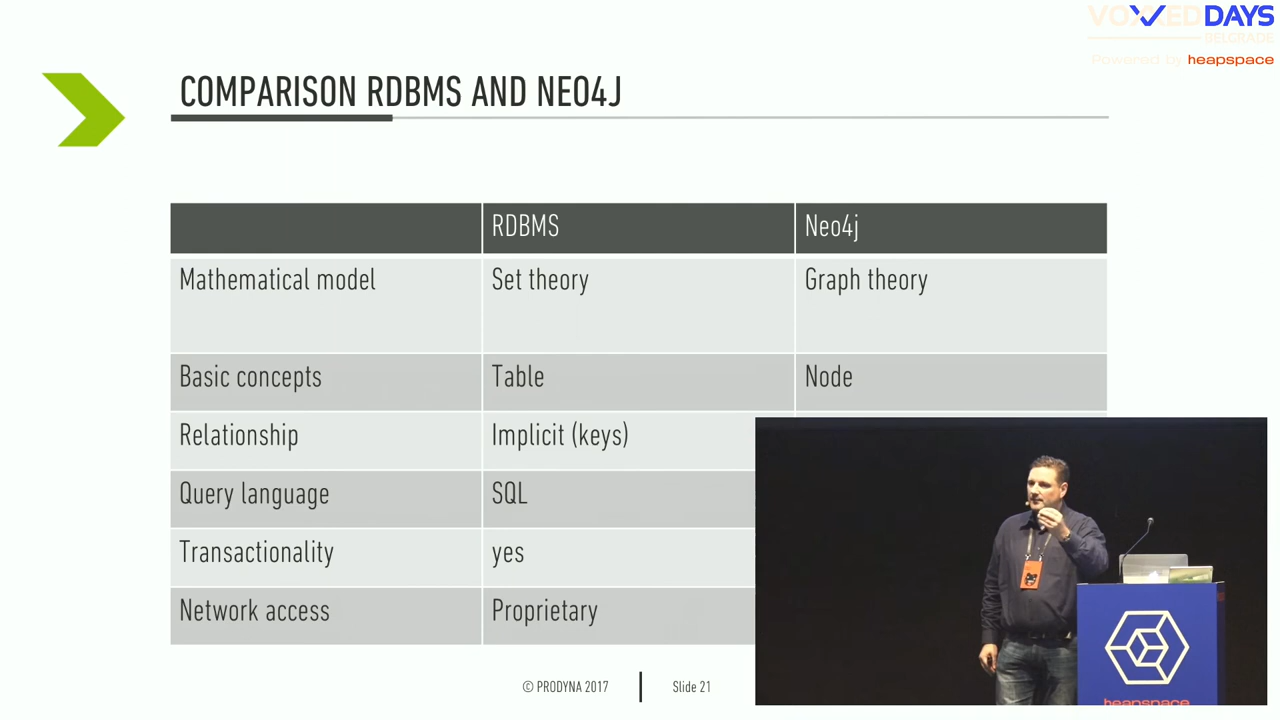 VOXXED DAYS
BELGRADE
Powered by heapspace
COMPARISON RDBMS AND NEO4J
RDBMS Neo4j
Mathematical model Set theory Graph theory
Basic concepts Table Node
Relationship Implicit (keys)
Query language SQL
Transactionality yes
Network access Proprietary
© PRODYNA 2017 Slide 21
heapspace